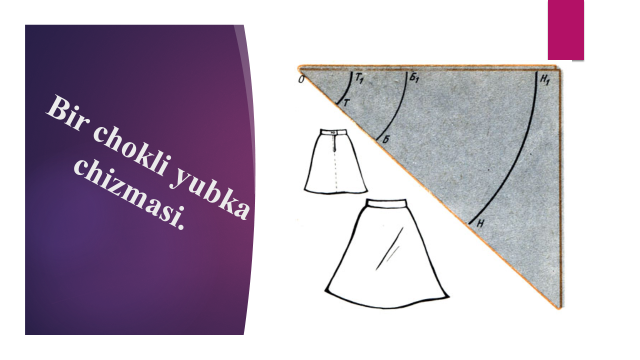 Bir chokli yubka
chizmasi.
О Т₁ Б₁ Н₁
Т
Б
Н